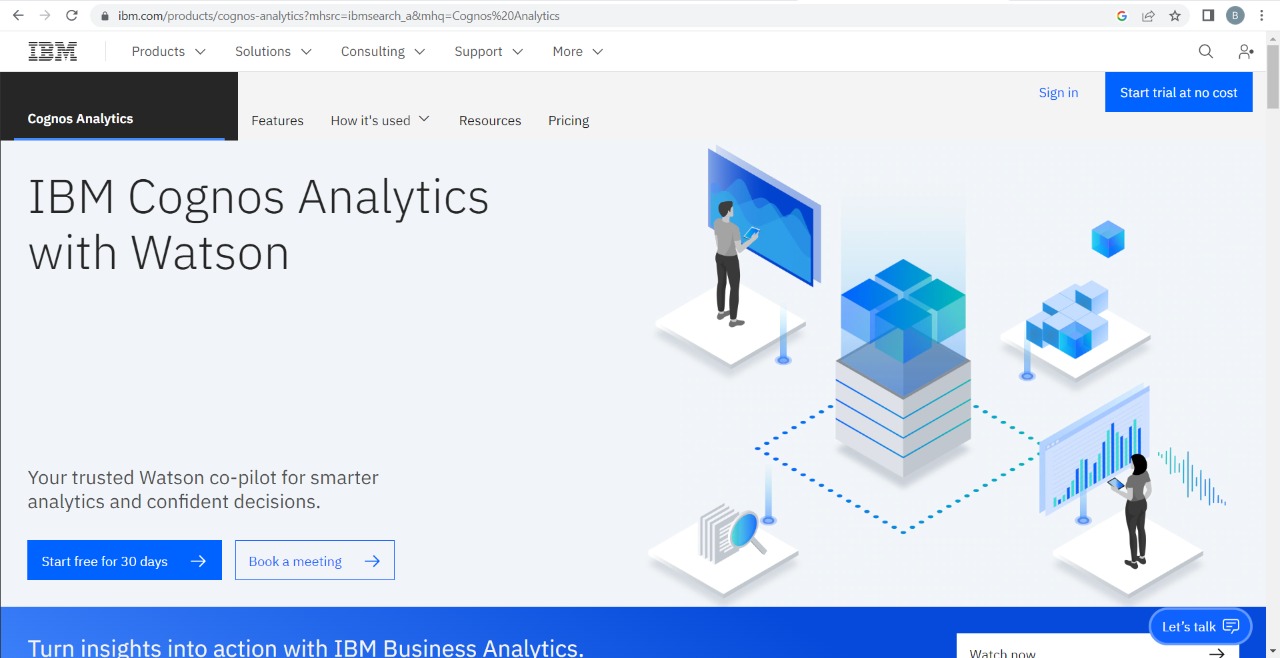 ibm.com/products/cognos-analytics?mhsrc=ibmsearch_a&tmhq=Cognos%20Analytics
B
IBM Products Solutions Consulting Support More
Sign in Start trial at no cost
Cognos Analytics Features How it's used Resources Pricing
IBM Cognos Analytics
with Watson
Your trusted Watson co-pilot for smarter
analytics and confident decisions.
Start free for 30 days Book a meeting
Let's talk
Turn insights into action with IBM Business Analytics.
Watch now